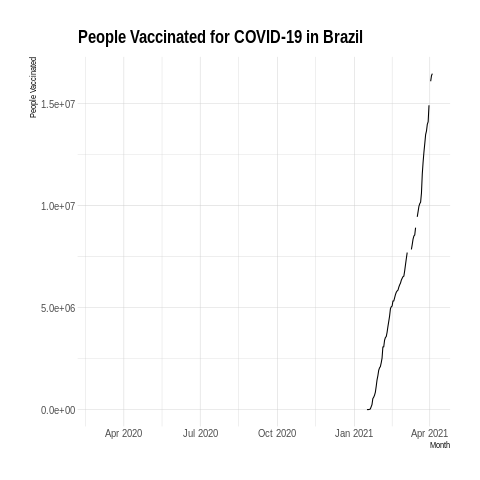 People Vaccinated for COVID-19 in Brazil
People Vaccinated
1.5e+07
1.0e+07
5.0e+06
0.0e+00
Apr 2020 Jul 2020 Oct 2020 Jan 2021 Apr 2021
Month